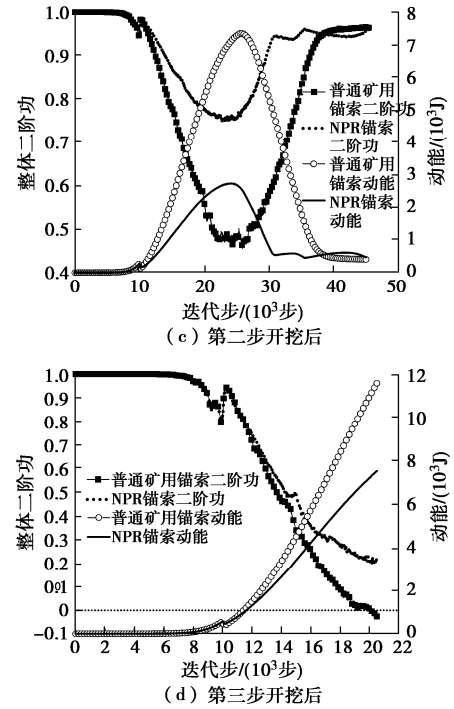 1.0
0.9
0.8
0.7
0.6
0.5
0.4
整体二阶功
8
7
6
5
4
3
2
1
0
动能/(10³J)
普通矿用
锚索二阶功
NPR锚索
二阶功
普通矿用
锚索动能
NPR锚索
动能
0 10 20 30 40 50
迭代步/(10³步)
(c) 第二步开挖后
1.0
0.9
0.8
0.7
0.6
0.5
0.4
0.3
0.2
0.1
0
-0.1
整体二阶功
12
10
8
6
4
2
0
动能/(10³J)
普通矿用锚索二阶功
NPR锚索二阶功
普通矿用锚索动能
NPR锚索动能
0 2 4 6 8 10 12 14 16 18 20 22
迭代步/(10³步)
(d) 第三步开挖后